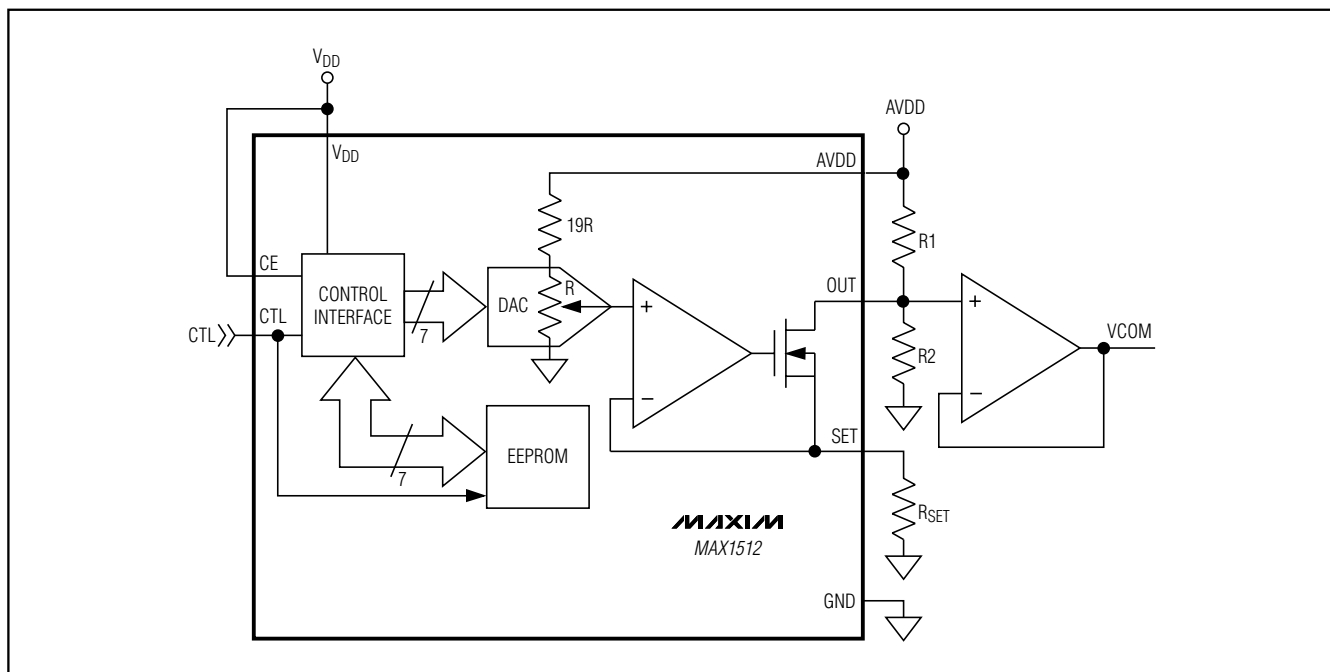 VDD
AVDD
VDD
AVDD
19R
R1
CE
OUT
CONTROL
INTERFACE
DAC
R
+
+
CTL
CTL
7
VCOM
R2
−
−
SET
EEPROM
7
RSET
MAXIM
MAX1512
GND